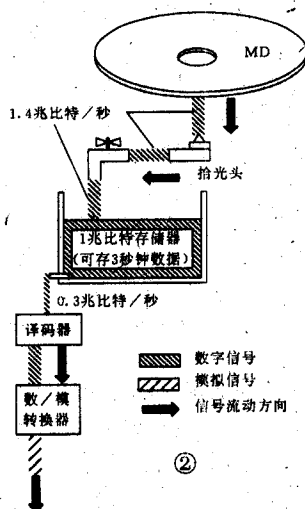 MD
1.4兆比特／秒
拾光头
1兆比特存储器
(可存3秒钟数据)
0.3兆比特／秒
译码器
数／模
转换器
数字信号
模拟信号
信号流动方向
②